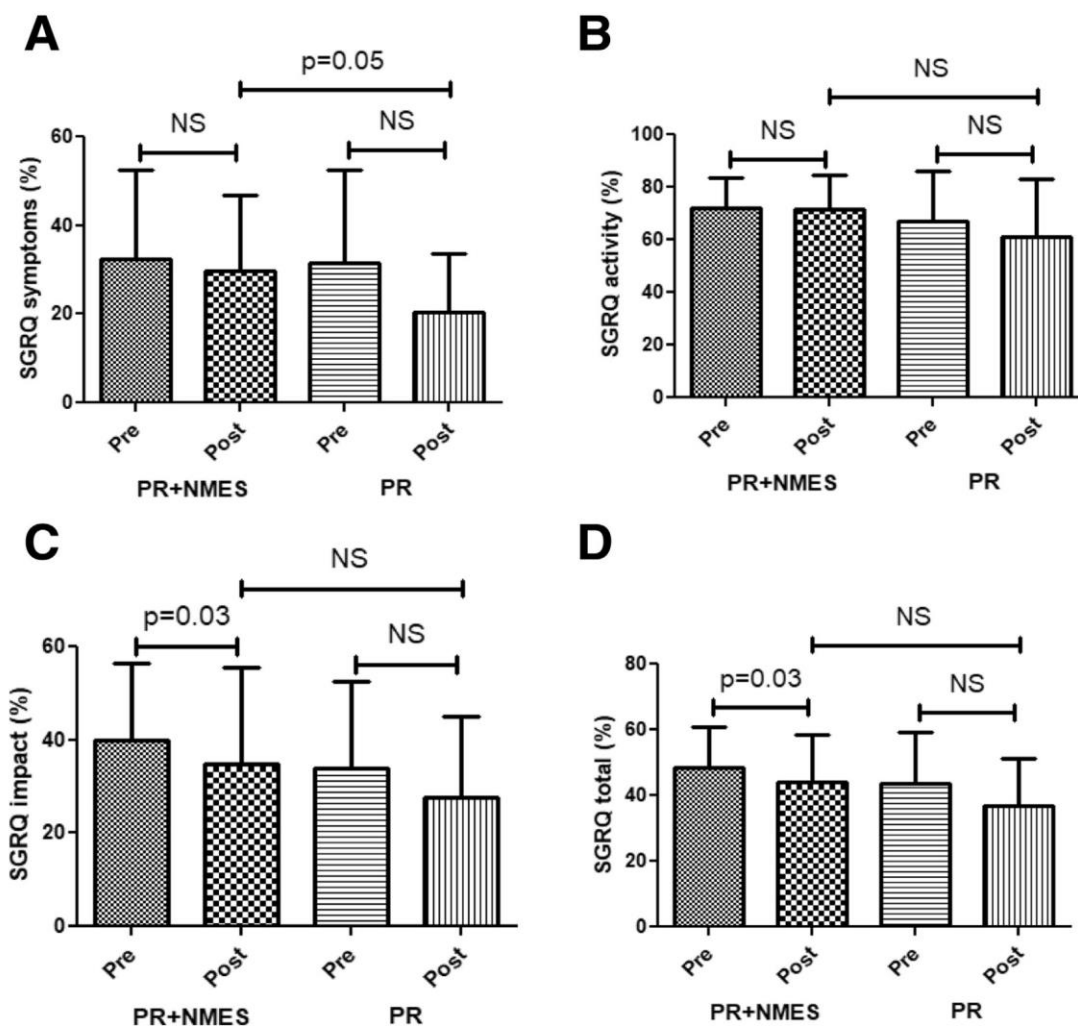 A
p=0.05
NS
NS
SGRQ symptoms (%)
60
40
20
0
Pre
Post
Pre
Post
PR+NMES
PR
B
NS
NS
NS
SGRQ activity (%)
100
80
60
40
20
0
Pre
Post
Pre
Post
PR+NMES
PR
C
NS
p=0.03
NS
SGRQ impact (%)
60
40
20
0
Pre
Post
Pre
Post
PR+NMES
PR
D
NS
p=0.03
NS
SGRQ total (%)
80
60
40
20
0
Pre
Post
Pre
Post
PR+NMES
PR